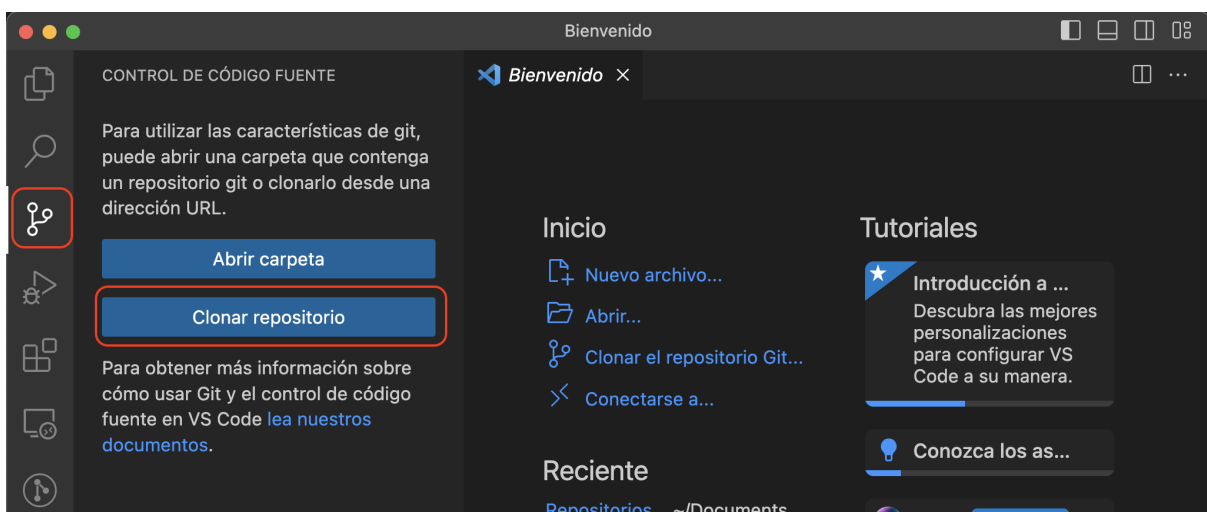 Bienvenido
CONTROL DE CÓDIGO FUENTE
Para utilizar las características de git,
puede abrir una carpeta que contenga
un repositorio git o clonarlo desde una
dirección URL.
Abrir carpeta
Clonar repositorio
Para obtener más información sobre
cómo usar Git y el control de código
fuente en VS Code lea nuestros
documentos.
Bienvenido
Inicio
Nuevo archivo...
Abrir...
Clonar el repositorio Git...
Conectarse a...
Reciente
Repositorios ~/Documents
Tutoriales
Introducción a ...
Descubra las mejores
personalizaciones
para configurar VS
Code a su manera.
Conozca los as...